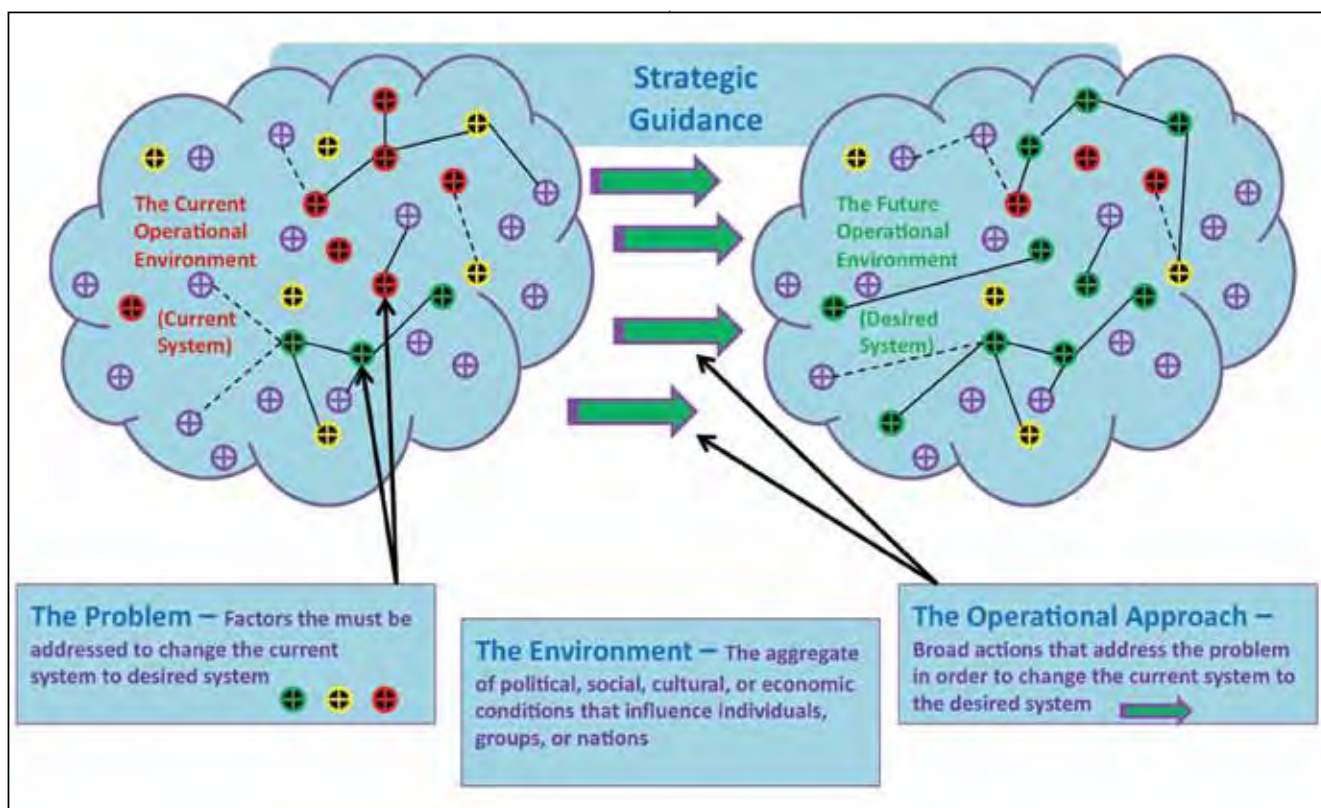 Strategic
Guidance
The Current
Operational
Environment
(Current
System)
The Future
Operational
Environment
(Desired
System)
The Problem – Factors the must be
addressed to change the current
system to desired system
The Environment – The aggregate
of political, social, cultural, or economic
conditions that influence individuals,
groups, or nations
The Operational Approach –
Broad actions that address the problem
in order to change the current system to
the desired system